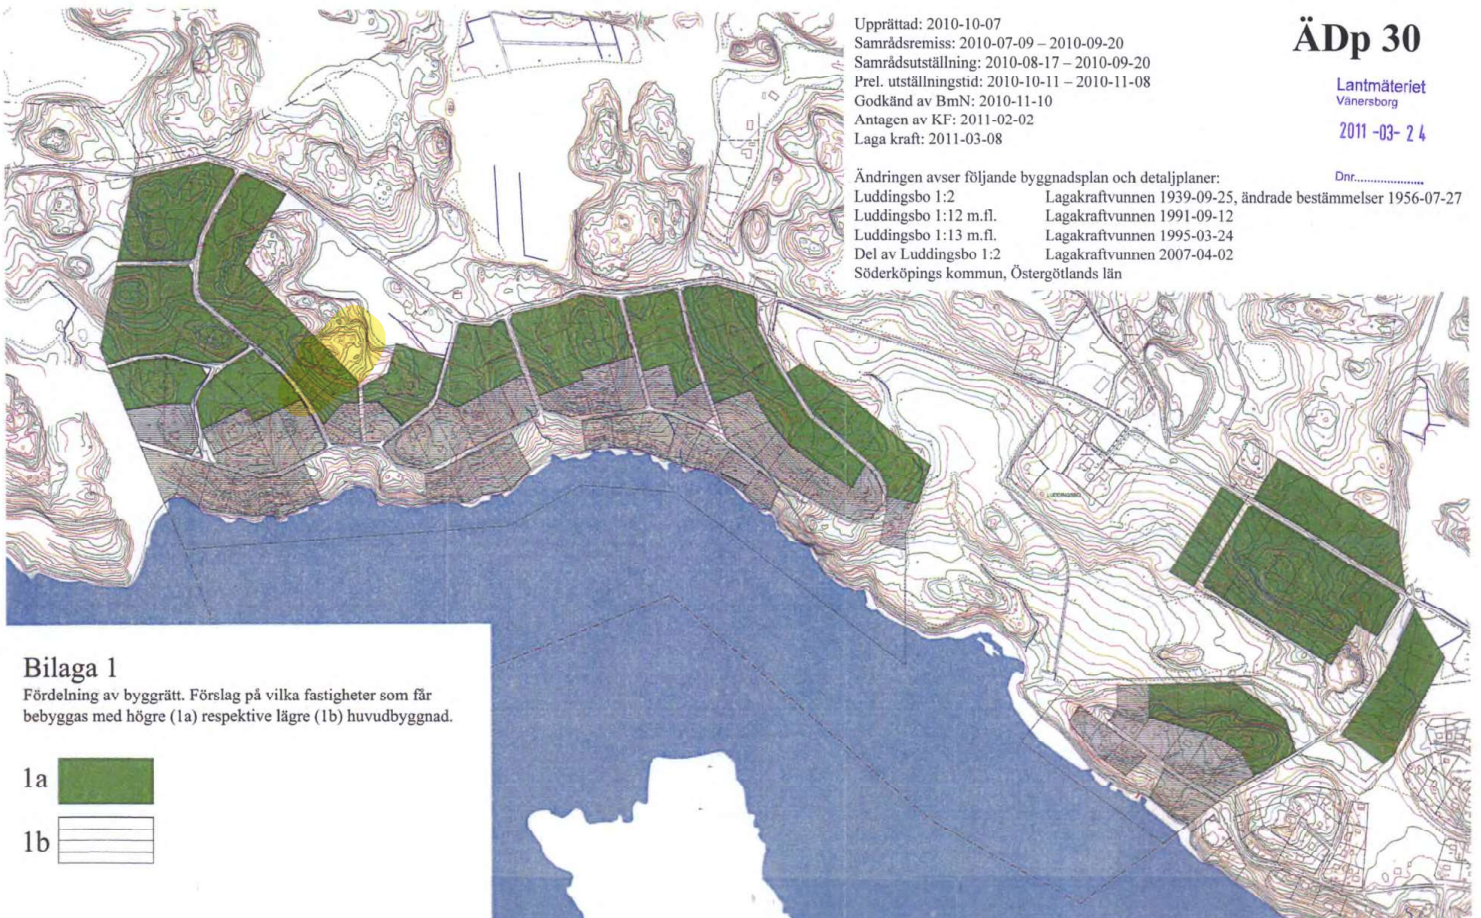 Upprättad: 2010-10-07
Samrådsremiss: 2010-07-09 – 2010-09-20
Samrådsutställning: 2010-08-17 – 2010-09-20
Prel. utställningstid: 2010-10-11 – 2010-11-08
Godkänd av BmN: 2010-11-10
Antagen av KF: 2011-02-02
Laga kraft: 2011-03-08
ÄDp 30
Lantmäteriet
Vänersborg
2011 -03- 24
Dnr....................
Ändringen avser följande byggnadsplan och detaljplaner:
Luddingsbo 1:2 Lagakraftvunnen 1939-09-25, ändrade bestämmelser 1956-07-27
Luddingsbo 1:12 m.fl. Lagakraftvunnen 1991-09-12
Luddingsbo 1:13 m.fl. Lagakraftvunnen 1995-03-24
Del av Luddingsbo 1:2 Lagakraftvunnen 2007-04-02
Söderköpings kommun, Östergötlands län
LUDDINGSBO
Bilaga 1
Fördelning av byggrätt. Förslag på vilka fastigheter som får
bebyggas med högre (1a) respektive lägre (1b) huvudbyggnad.
1a
1b